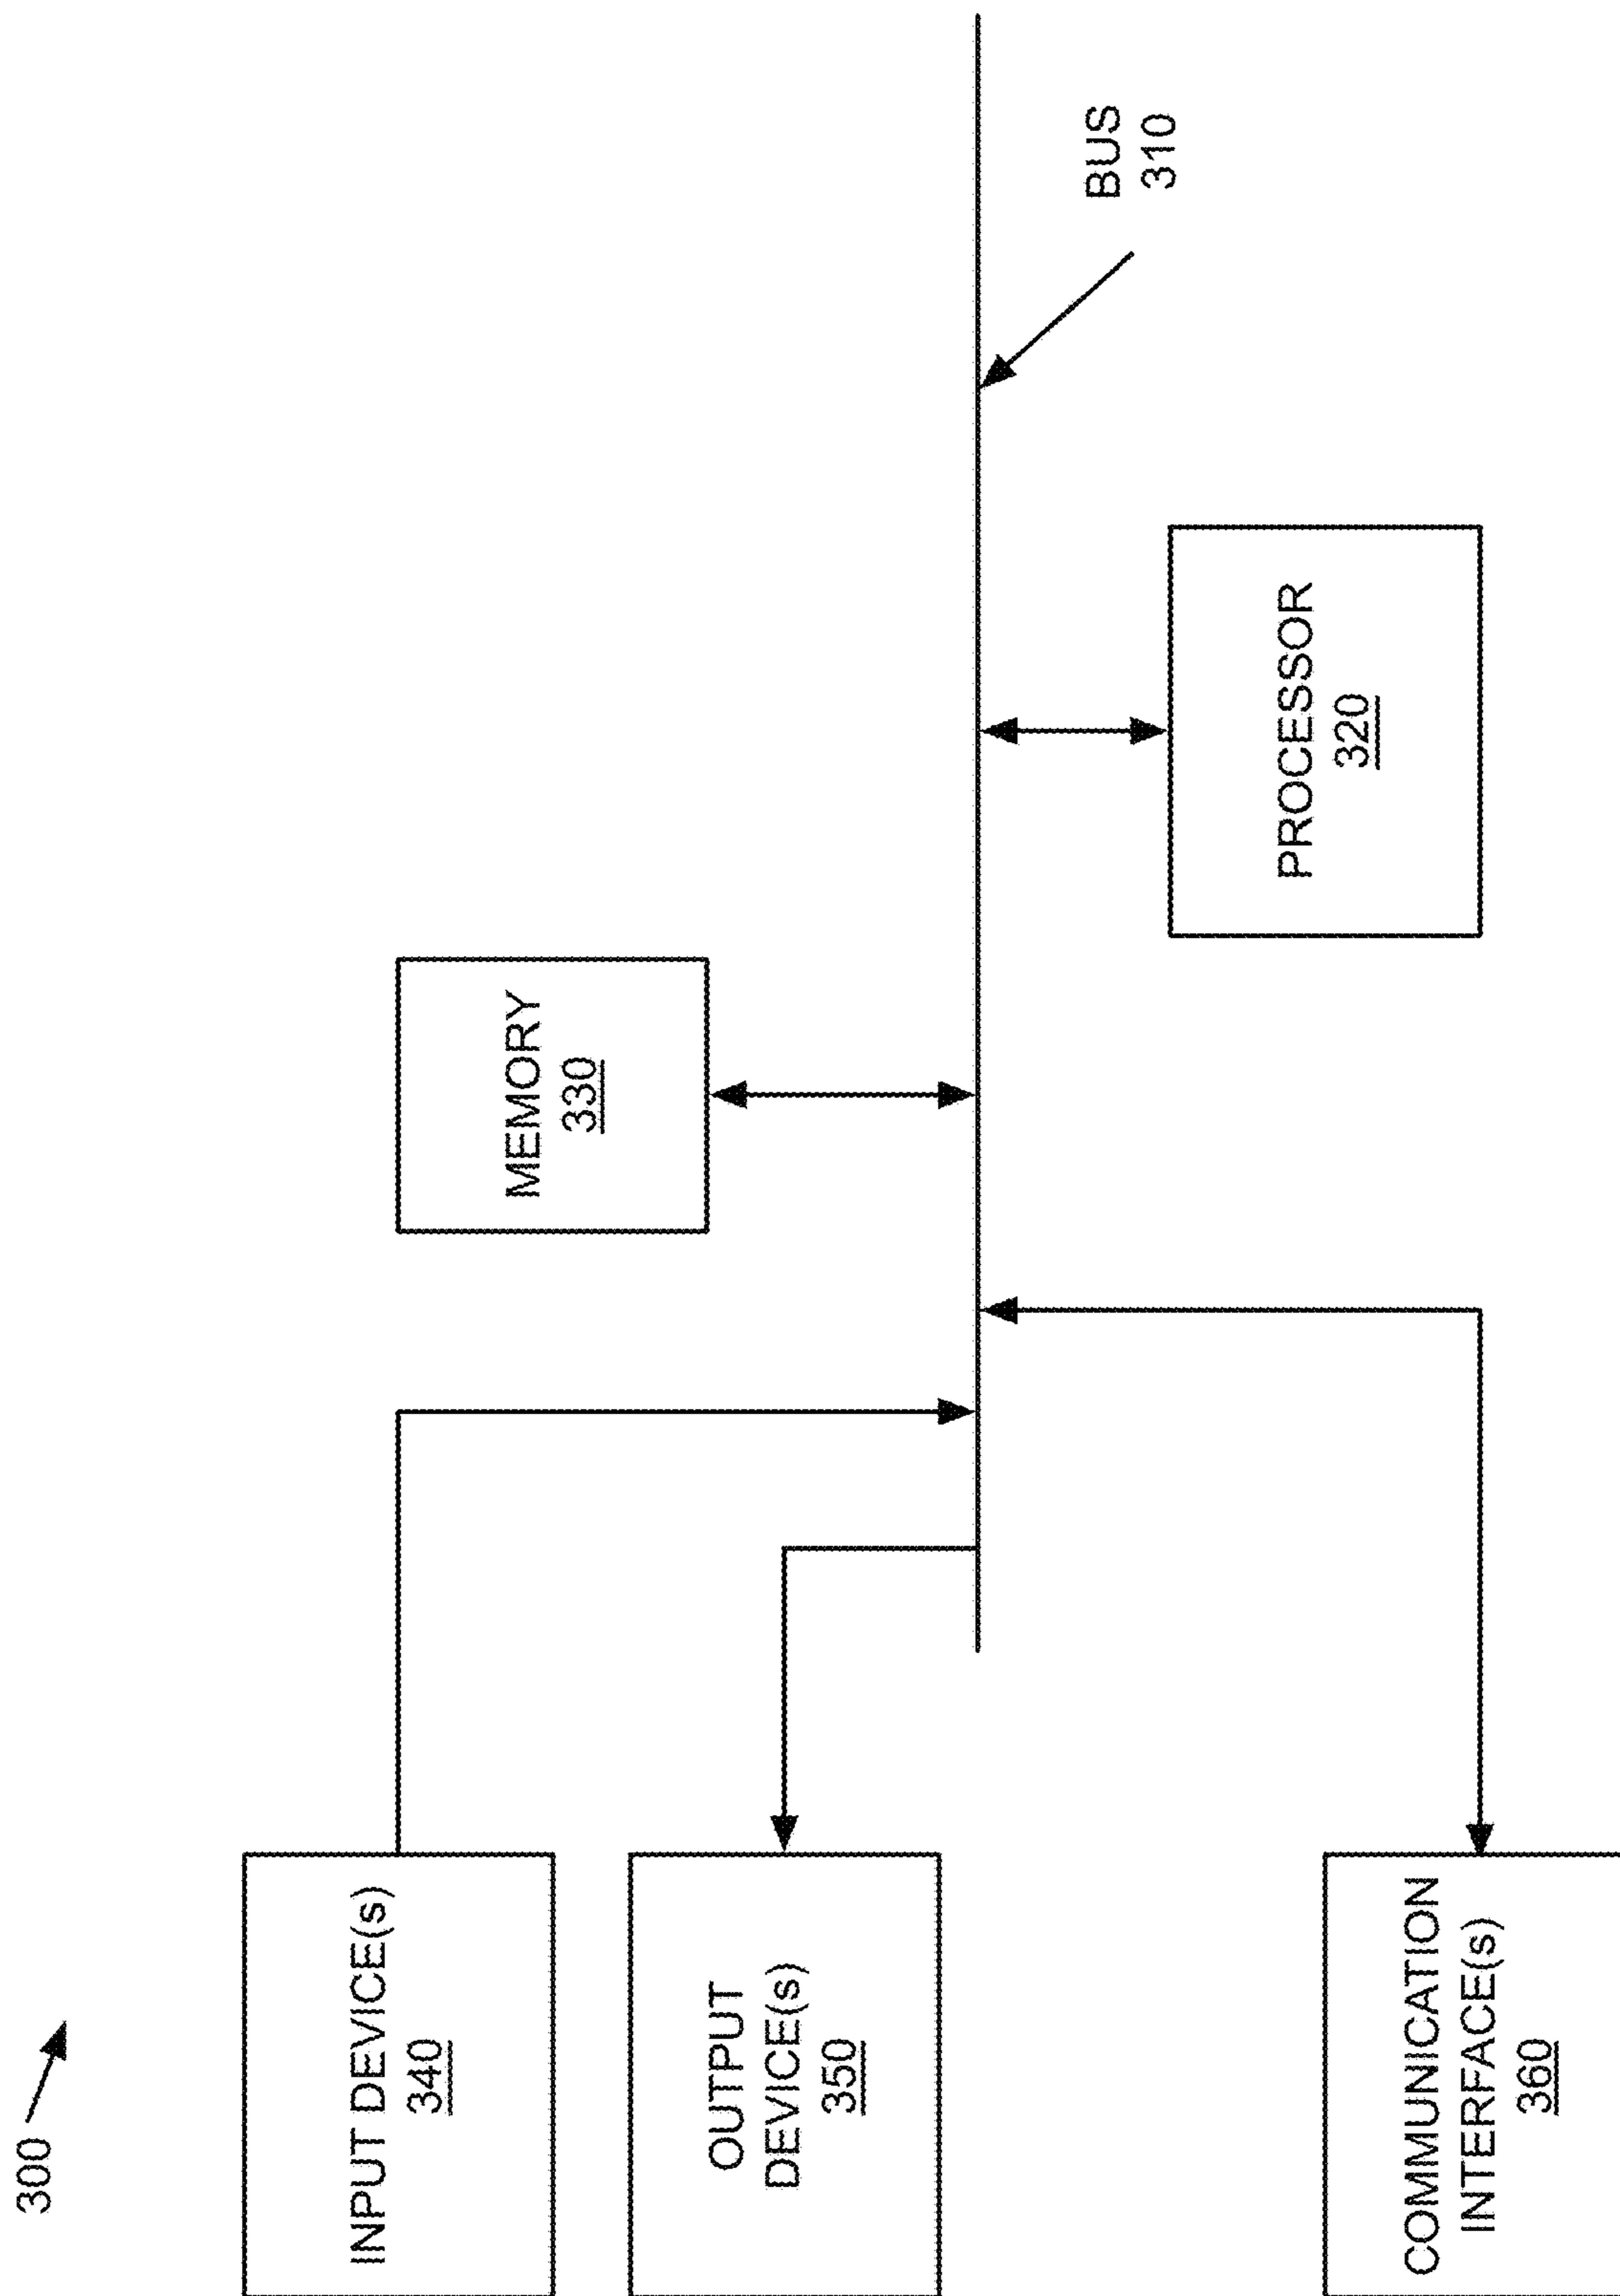 300
INPUT DEVICE(s)
340
MEMORY
330
OUTPUT
DEVICE(s)
350
BUS
310
PROCESSOR
320
COMMUNICATION
INTERFACE(s)
360